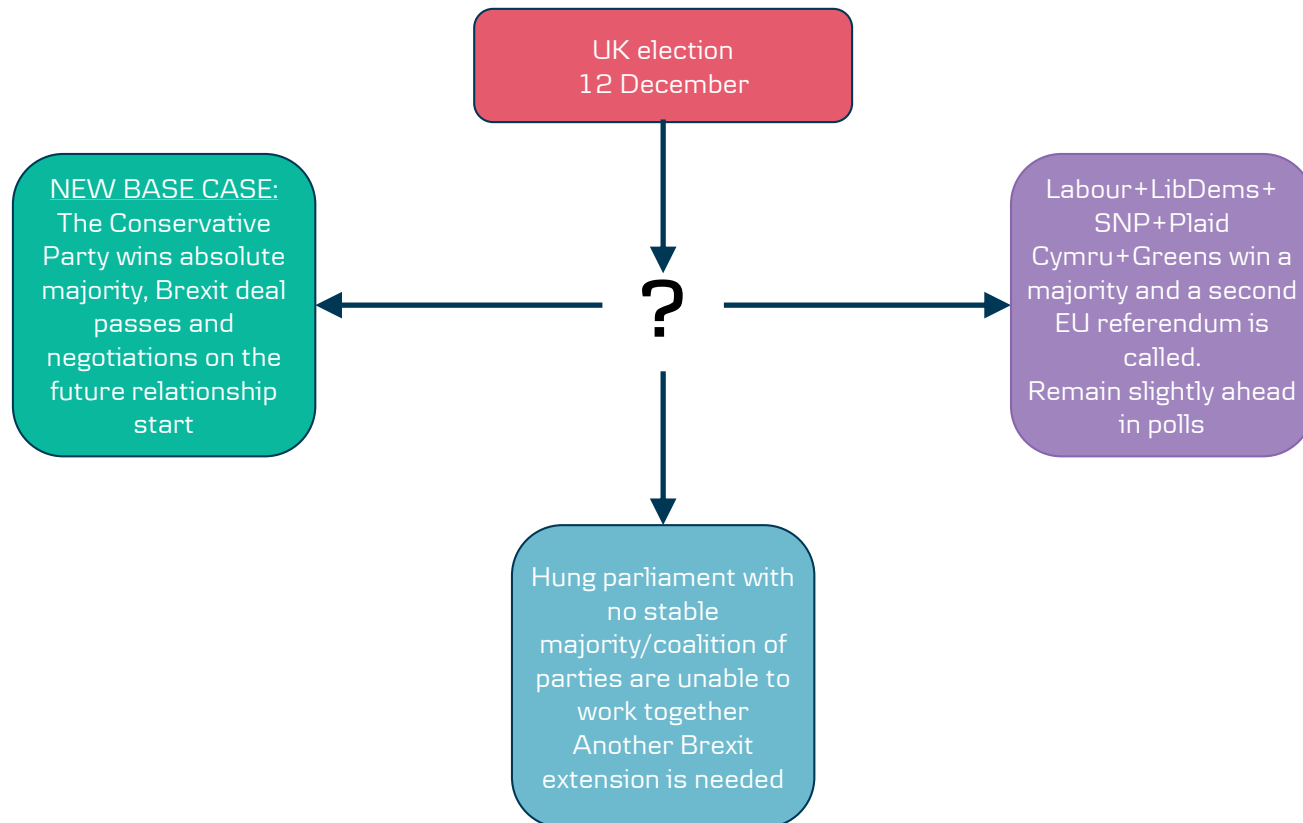 UK election
12 December
NEW BASE CASE:
The Conservative
Party wins absolute
majority, Brexit deal
passes and
negotiations on the
future relationship
start
?
Labour+LibDems+
SNP+Plaid
Cymru+Greens win a
majority and a second
EU referendum is
called.
Remain slightly ahead
in polls
Hung parliament with
no stable
majority/coalition of
parties are unable to
work together
Another Brexit
extension is needed